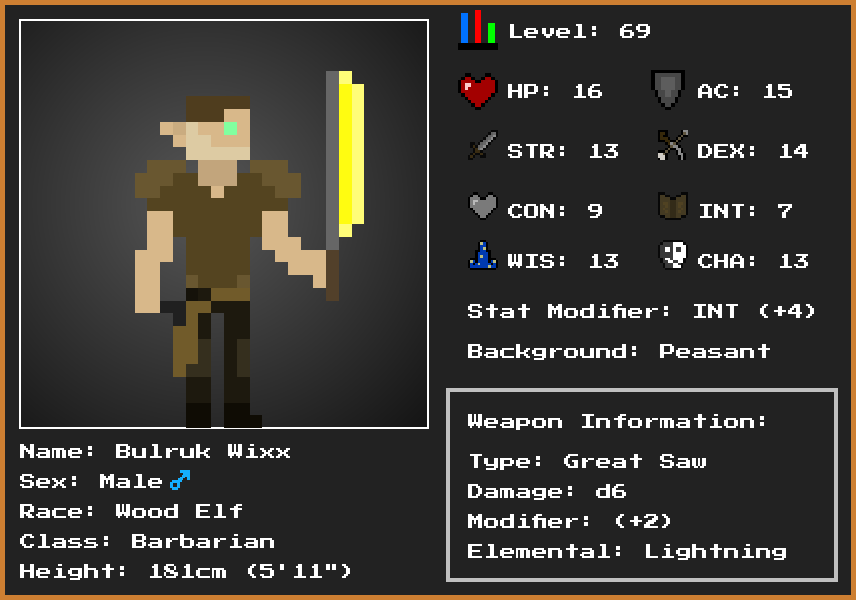 Level: 69
HP: 16 AC: 15
STR: 13 DEX: 14
CON: 9 INT: 7
WIS: 13 CHA: 13
Stat Modifier: INT (+4)
Background: Peasant
Weapon Information:
Type: Great Saw
Damage: d6
Modifier: (+2)
Elemental: Lightning
Name: Bulruk Wixx
Sex: Male♂
Race: Wood Elf
Class: Barbarian
Height: 181cm (5'11")